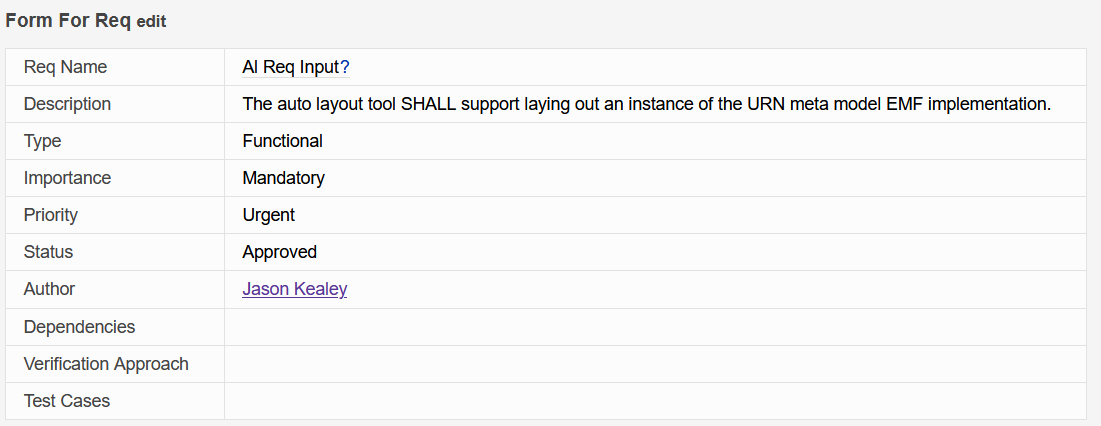 Form For Req edit
Req Name Al Req Input?
Description The auto layout tool SHALL support laying out an instance of the URN meta model EMF implementation.
Type Functional
Importance Mandatory
Priority Urgent
Status Approved
Author Jason Kealey
Dependencies
Verification Approach
Test Cases